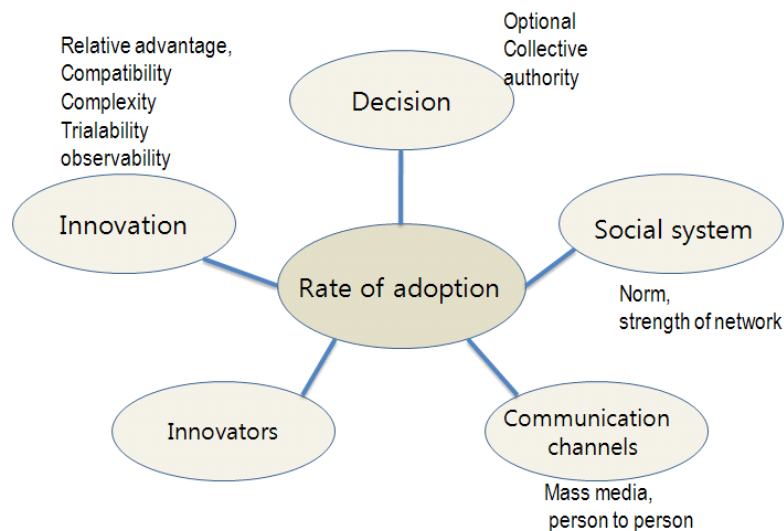 Relative advantage,
Compatibility
Complexity
Trialability
observability
Optional
Collective
authority
Decision
Innovation
Social system
Rate of adoption
Norm,
strength of network
Innovators
Communication
channels
Mass media,
person to person